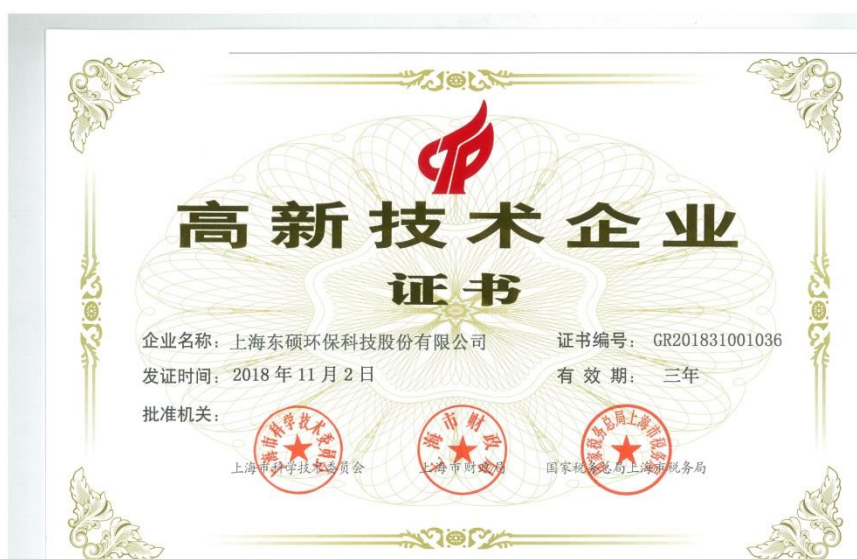 高新技术企业
证书
企业名称：上海东硕环保科技股份有限公司 证书编号：GR201831001036
发证时间：2018年11月2日 有效期：三年
批准机关：
上海市科学技术委员会 上海市财政局 国家税务总局上海市税务局